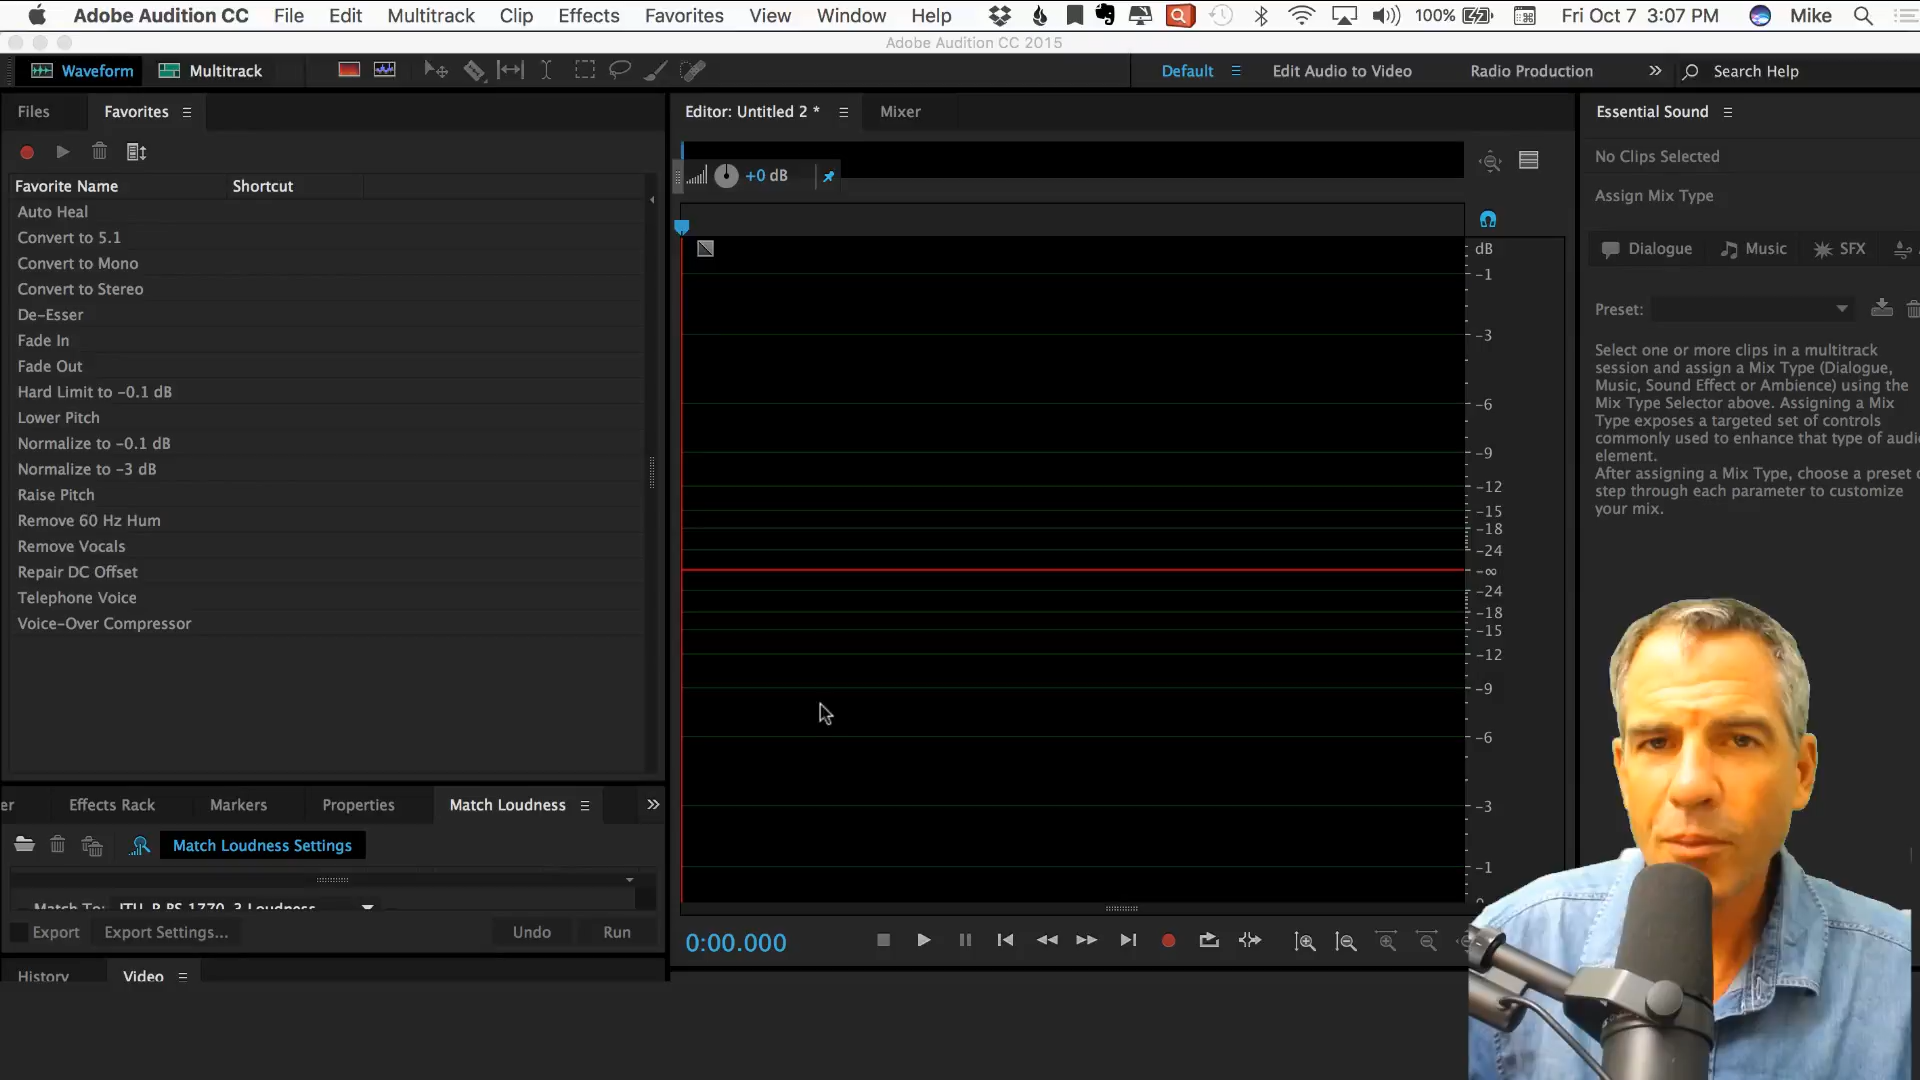 Adobe Audition CC File Edit Multitrack Clip Effects Favorites View Window Help 100% Fri Oct 7 3:07 PM Mike
Adobe Audition CC 2015
Waveform Multitrack Default Edit Audio to Video Radio Production Search Help
Files Favorites Editor: Untitled 2 * Mixer Essential Sound
No Clips Selected
+0 dB
Favorite Name Shortcut
Assign Mix Type
Auto Heal
Convert to 5.1
dB
Dialogue Music SFX
Convert to Mono
-1
Convert to Stereo
Preset:
De-Esser
-3
Fade In
Select one or more clips in a multitrack
Fade Out
session and assign a Mix Type (Dialogue,
Music, Sound Effect or Ambience) using the
Hard Limit to -0.1 dB
-6
Mix Type Selector above. Assigning a Mix
Lower Pitch
Type exposes a targeted set of controls
Normalize to -0.1 dB
-9
commonly used to enhance that type of audio
element.
Normalize to -3 dB
After assigning a Mix Type, choose a preset
-12
step through each parameter to customize
Raise Pitch
-15
your mix.
Remove 60 Hz Hum
-18
Remove Vocals
-24
Repair DC Offset
-∞
Telephone Voice
-24
-18
Voice-Over Compressor
-15
-12
-9
-6
Effects Rack Markers Properties Match Loudness
-3
Match Loudness Settings
-1
Match To: ITU-R BS.1770-3 Loudness
Export Export Settings... Undo Run
0:00.000
History Video